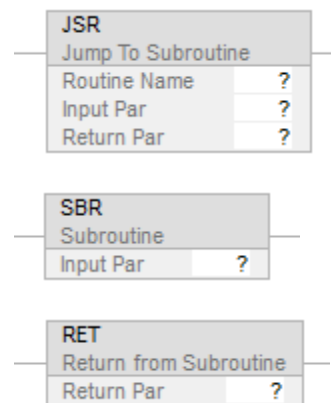 JSR
Jump To Subroutine
Routine Name ?
Input Par ?
Return Par ?
SBR
Subroutine
Input Par ?
RET
Return from Subroutine
Return Par ?